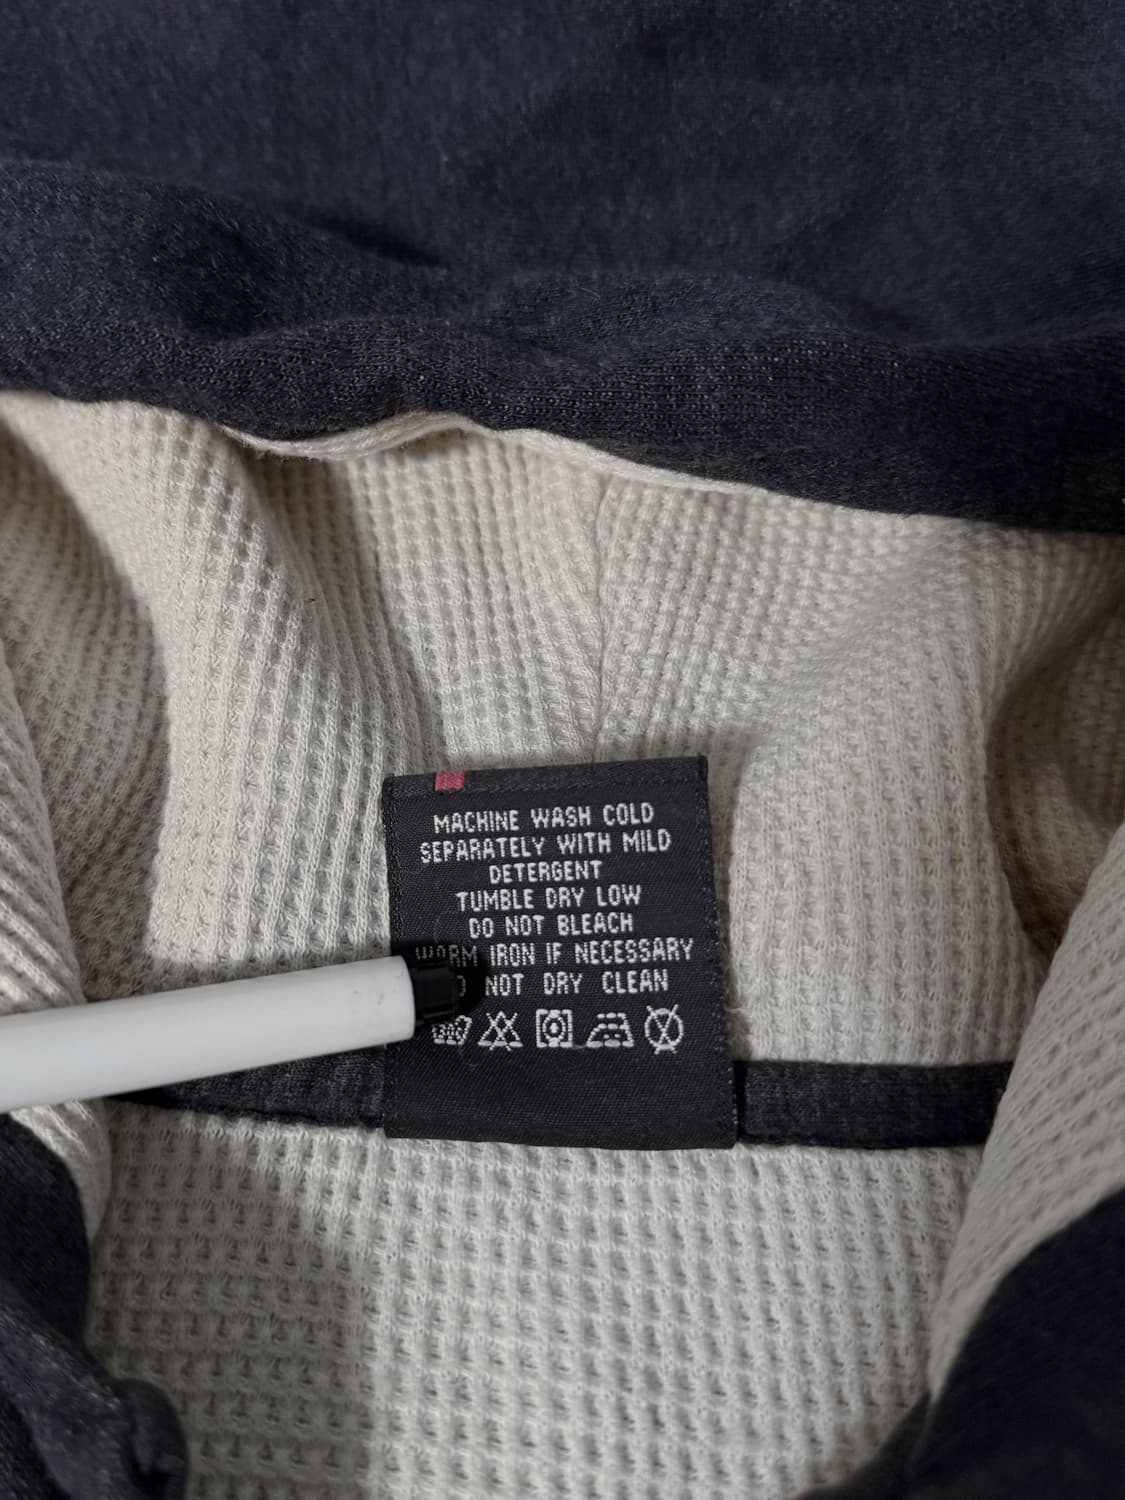 MACHINE WASH COLD
SEPARATELY WITH MILD
DETERGENT
TUMBLE DRY LOW
DO NOT BLEACH
WARM IRON IF NECESSARY
NOT DRY CLEAN